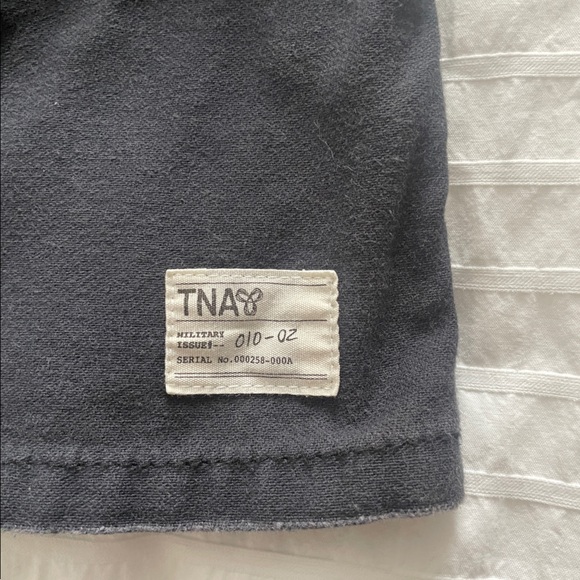 TNA
MILITARY
ISSUE#-- 010-02
SERIAL No.000258-000A